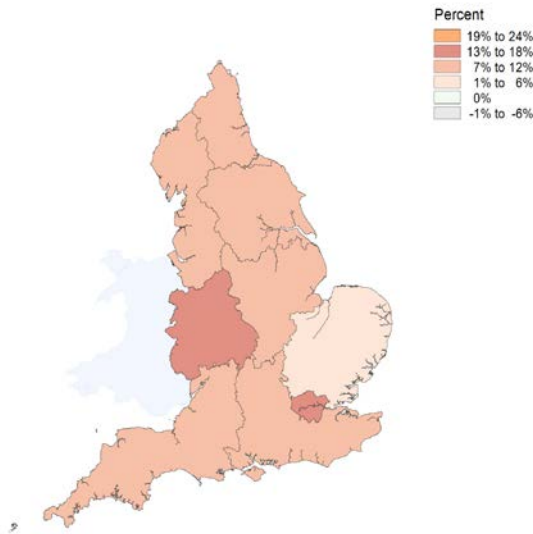 Percent
19% to 24%
13% to 18%
7% to 12%
1% to 6%
0%
-1% to -6%